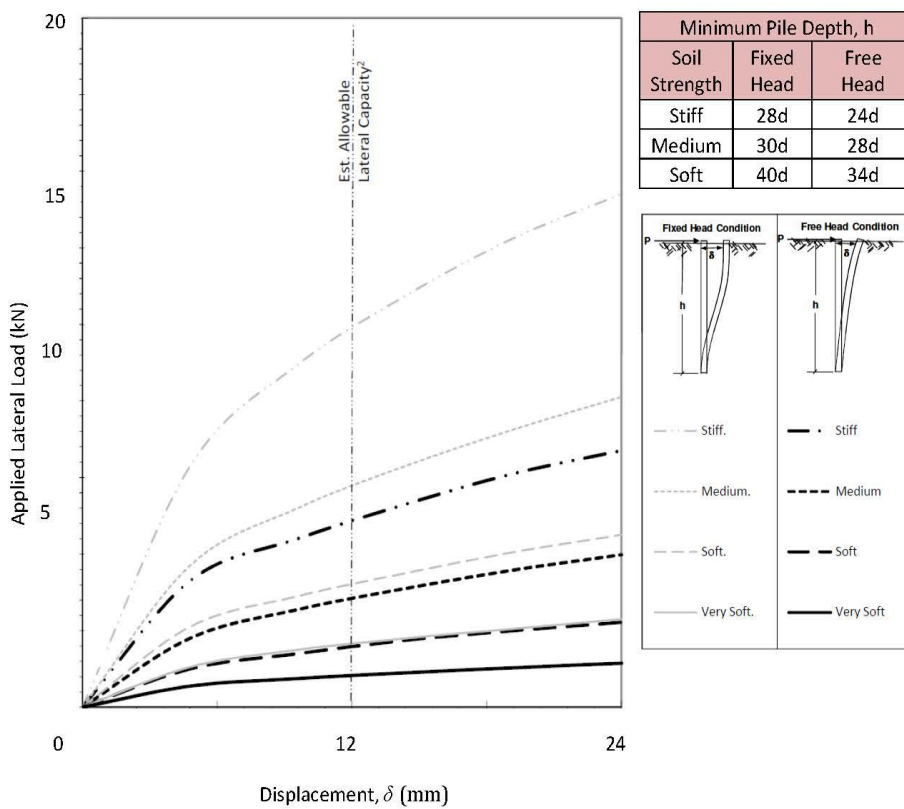 20
15
10
5
0
12
24
Applied Lateral Load (kN)
Displacement, δ (mm)
Est. Allowable
Lateral Capacity²
Minimum Pile Depth, h
Soil Strength Fixed Head Free Head
Stiff 28d 24d
Medium 30d 28d
Soft 40d 34d
Fixed Head Condition
P
δ
h
Free Head Condition
P
δ
h
Stiff.
Stiff
Medium.
Medium
Soft.
Soft
Very Soft.
Very Soft